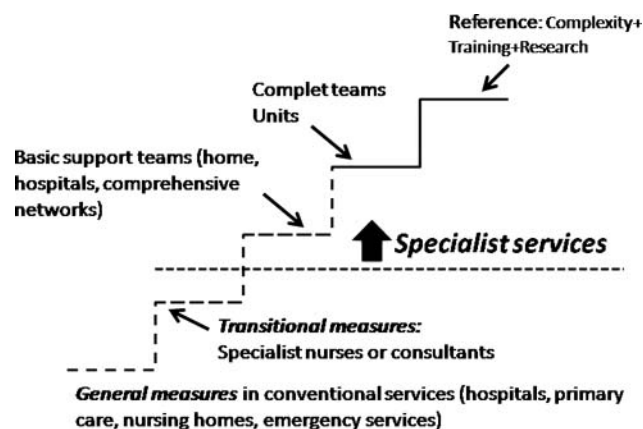 Reference: Complexity+
Training+Research
Complet teams
Units
Basic support teams (home,
hospitals, comprehensive
networks)
Specialist services
Transitional measures:
Specialist nurses or consultants
General measures in conventional services (hospitals, primary
care, nursing homes, emergency services)